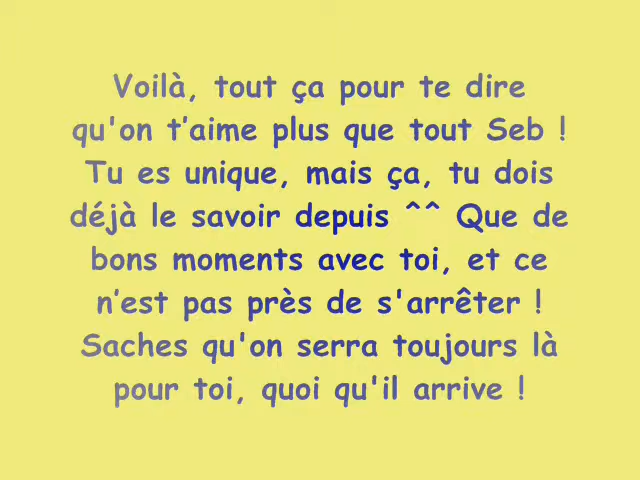 Voilà, tout ça pour te dire
qu'on t’aime plus que tout Seb !
Tu es unique, mais ça, tu dois
déjà le savoir depuis ^^ Que de
bons moments avec toi, et ce
n’est pas près de s'arrêter !
Saches qu'on serra toujours là
pour toi, quoi qu'il arrive !